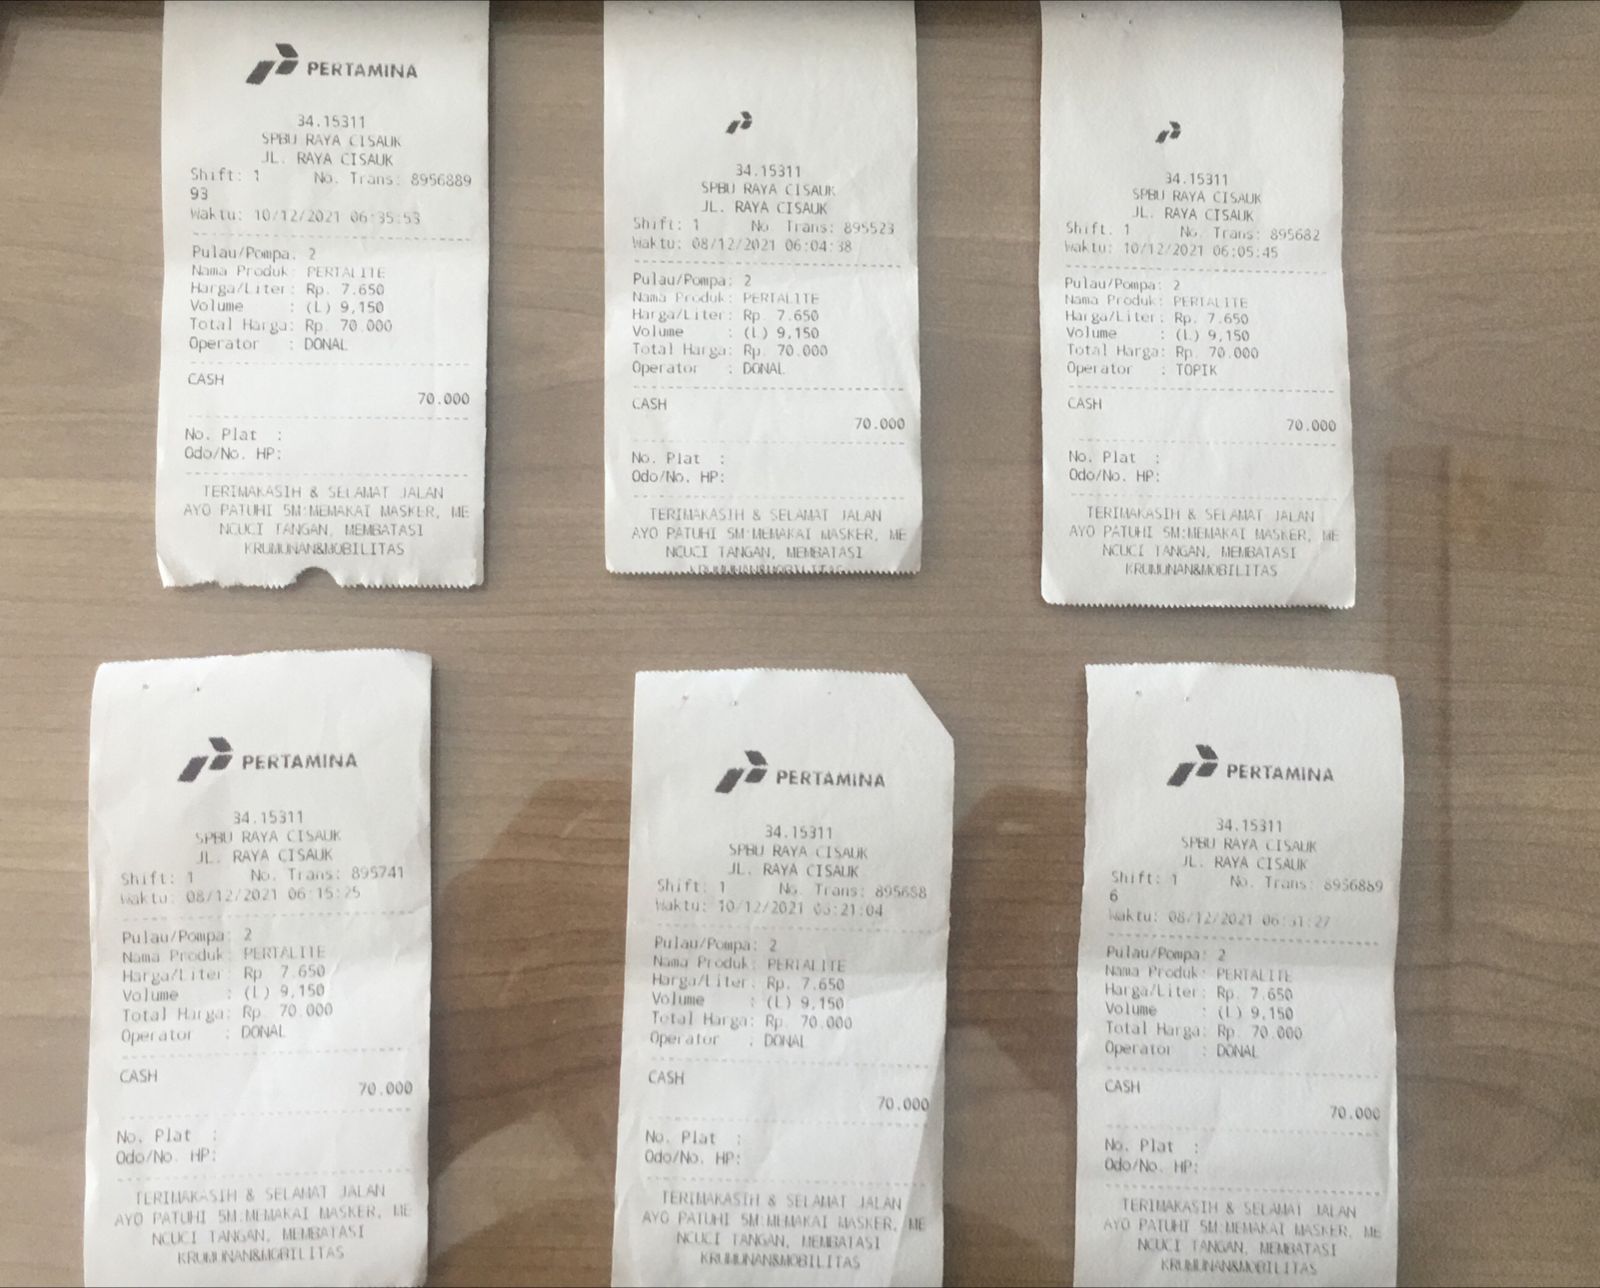 PERTAMINA
34.15311
SPBU RAYA CISAUK
JL. RAYA CISAUK
Shift: 1 No. Trans: 8956889
93
Waktu: 10/12/2021 06:35:53
Pulau/Pompa: 2
Nama Produk: PERTALITE
Harga/Liter: Rp. 7.650
Volume : (L) 9,150
Total Harga: Rp. 70.000
Operator : DONAL
CASH
70.000
No. Plat :
Odo/No. HP:
TERIMAKASIH & SELAMAT JALAN
AYO PATUHI 5M:MEMAKAI MASKER, ME
NCUCI TANGAN, MEMBATASI
KRUMUNAN&MOBILITAS
34.15311
SPBU RAYA CISAUK
JL. RAYA CISAUK
Shift: 1 No. Trans: 895523
Waktu: 08/12/2021 06:04:38
Pulau/Pompa: 2
Nama Produk: PERTALITE
Harga/Liter: Rp. 7.650
Volume : (L) 9,150
Total Harga: Rp. 70.000
Operator : DONAL
CASH
70.000
No. Plat :
Odo/No. HP:
TERIMAKASIH & SELAMAT JALAN
AYO PATUHI 5M:MEMAKAI MASKER, ME
NCUCI TANGAN, MEMBATASI
KRUMUNAN&MOBILITAS
34.15311
SPBU RAYA CISAUK
JL. RAYA CISAUK
Shift: 1 No. Trans: 895682
Waktu: 10/12/2021 06:05:45
Pulau/Pompa: 2
Nama Produk: PERTALITE
Harga/Liter: Rp. 7.650
Volume : (L) 9,150
Total Harga: Rp. 70.000
Operator : TOPIK
CASH
70.000
No. Plat :
Odo/No. HP:
TERIMAKASIH & SELAMAT JALAN
AYO PATUHI 5M:MEMAKAI MASKER, ME
NCUCI TANGAN, MEMBATASI
KRUMUNAN&MOBILITAS
PERTAMINA
34.15311
SPBU RAYA CISAUK
JL. RAYA CISAUK
Shift: 1 No. Trans: 895741
Waktu: 08/12/2021 06:15:25
Pulau/Pompa: 2
Nama Produk: PERTALITE
Harga/Liter: Rp 7.650
Volume : (L) 9,150
Total Harga: Rp. 70.000
Operator : DONAL
CASH
70.000
No. Plat :
Odo/No. HP:
TERIMAKASIH & SELAMAT JALAN
AYO PATUHI 5M:MEMAKAI MASKER, ME
NCUCI TANGAN, MEMBATASI
KRUMUNAN&MOBILITAS
PERTAMINA
34.15311
SPBU RAYA CISAUK
JL. RAYA CISAUK
Shift: 1 No. Trans:
Waktu: 10/12/2021
Pulau/Pompa: 2
Nama Produk: PERTALITE
Harga/Liter: Rp. 7.650
Volume : (L) 9,150
Total Harga: Rp. 70.000
Operator : DONAL
CASH
70.000
No. Plat :
Odo/No. HP:
TERIMAKASIH & SELAMAT JALAN
AYO PATUHI 5M:MEMAKAI MASKER, ME
NCUCI TANGAN, MEMBATASI
KRUMUNAN&MOBILITAS
PERTAMINA
34.15311
SPBU RAYA CISAUK
JL. RAYA CISAUK
Shift: 1 No. Trans: 8956889
6
Waktu: 08/12/2021
Pulau/Pompa: 2
Nama Produk: PERTALITE
Harga/Liter: Rp. 7.650
Volume : (L) 9,150
Total Harga: Rp. 70.000
Operator : DONAL
CASH
70.000
No. Plat :
Odo/No. HP:
TERIMAKASIH & SELAMAT JALAN
AYO PATUHI 5M:MEMAKAI MASKER, ME
NCUCI TANGAN, MEMBATASI
KRUMUNAN&MOBILITAS